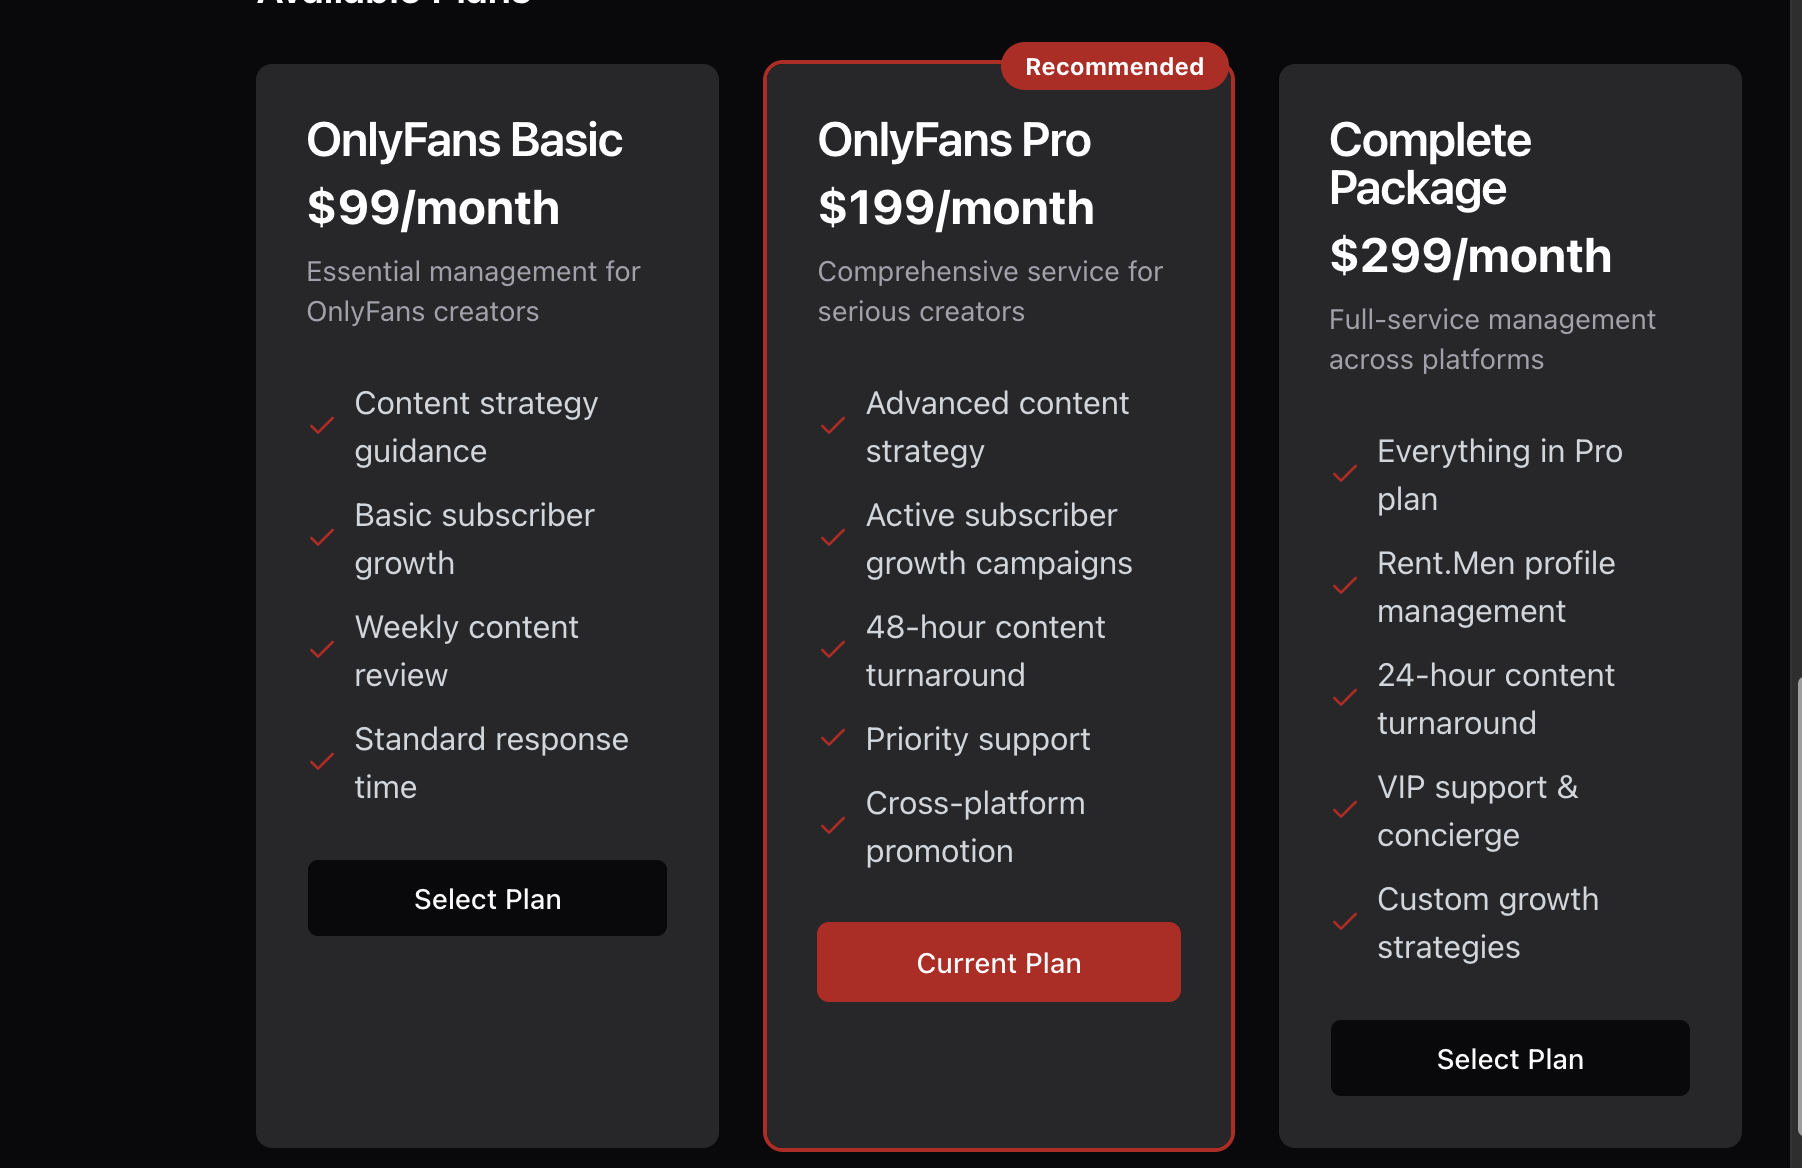 Available Plans
Recommended
OnlyFans Basic
$99/month
Essential management for
OnlyFans creators
Content strategy
guidance
Basic subscriber
growth
Weekly content
review
Standard response
time
Select Plan
OnlyFans Pro
$199/month
Comprehensive service for
serious creators
Advanced content
strategy
Active subscriber
growth campaigns
48-hour content
turnaround
Priority support
Cross-platform
promotion
Current Plan
Complete
Package
$299/month
Full-service management
across platforms
Everything in Pro
plan
Rent.Men profile
management
24-hour content
turnaround
VIP support &
concierge
Custom growth
strategies
Select Plan